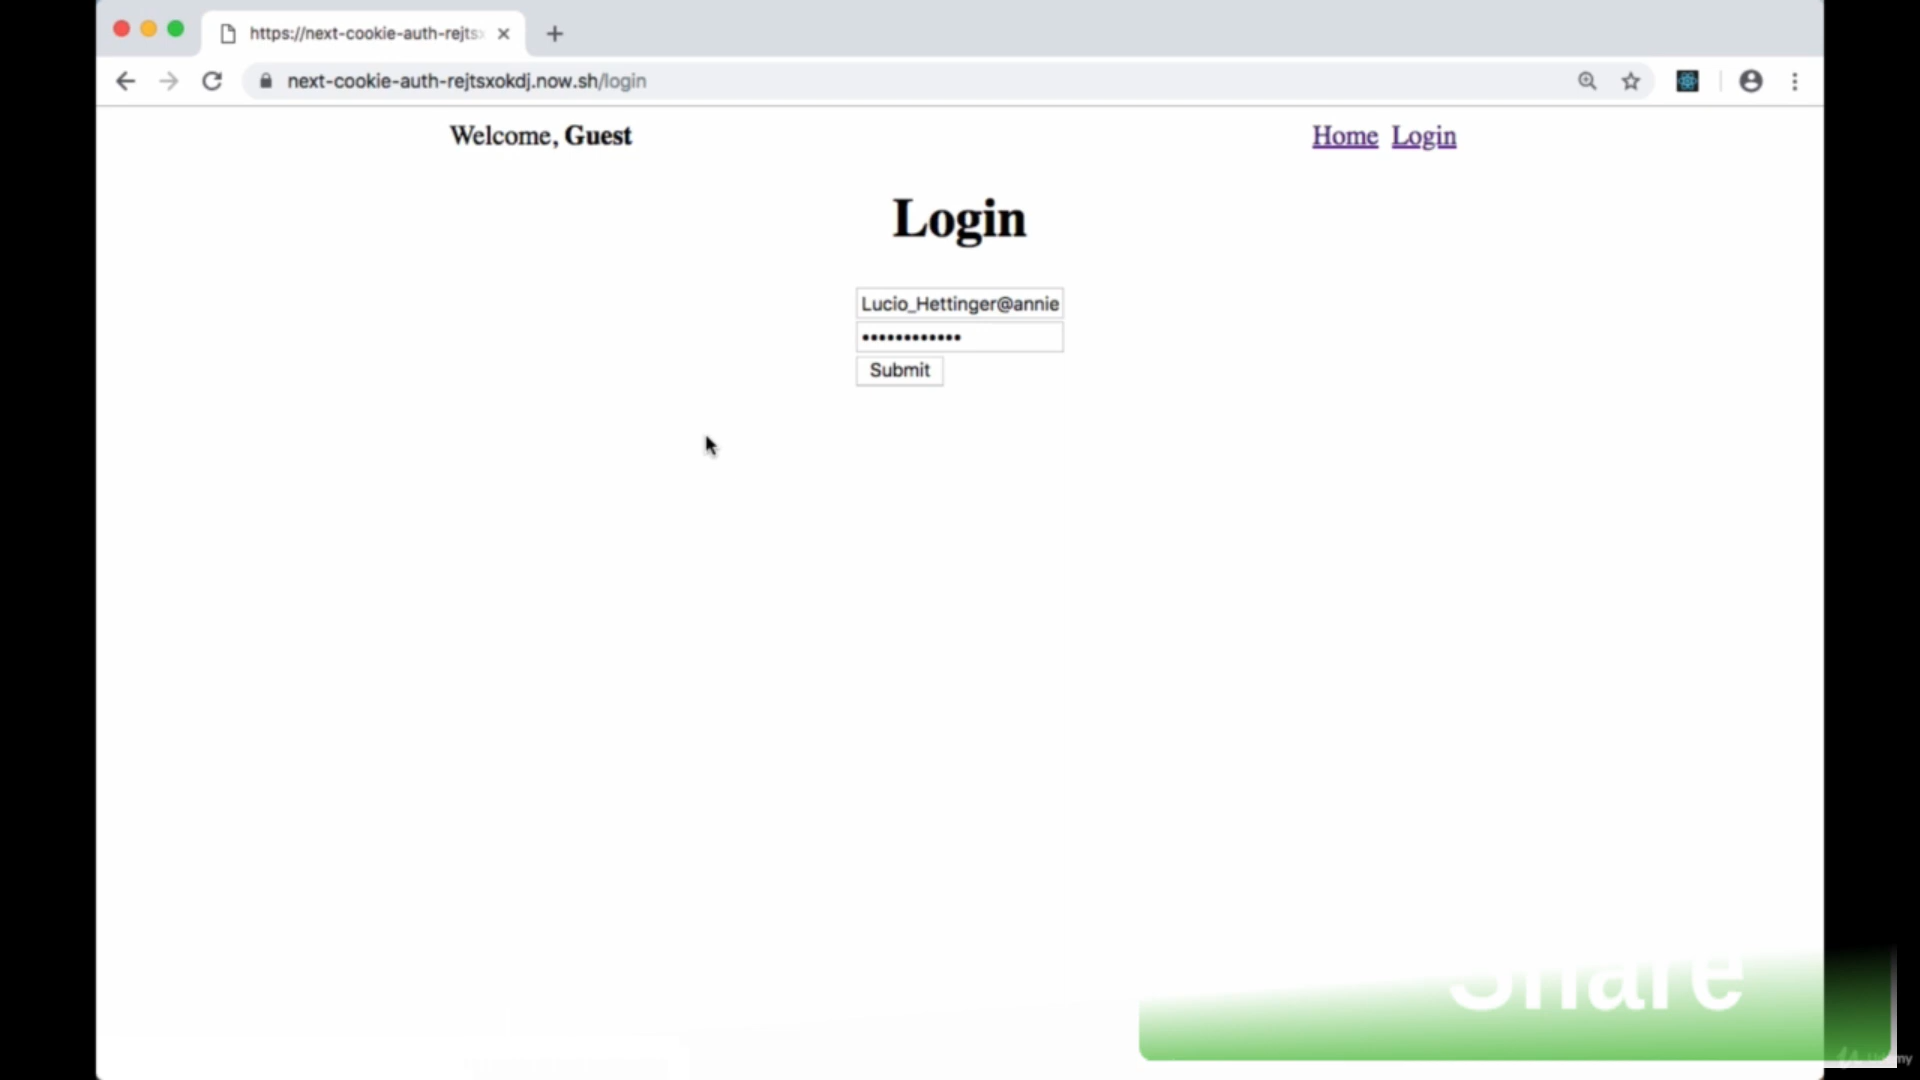 https://next-cookie-auth-rejts
next-cookie-auth-rejtsxokdj.now.sh/login
Welcome, Guest
Home Login
Login
Lucio_Hettinger@annie
••••••••••••
Submit
Share